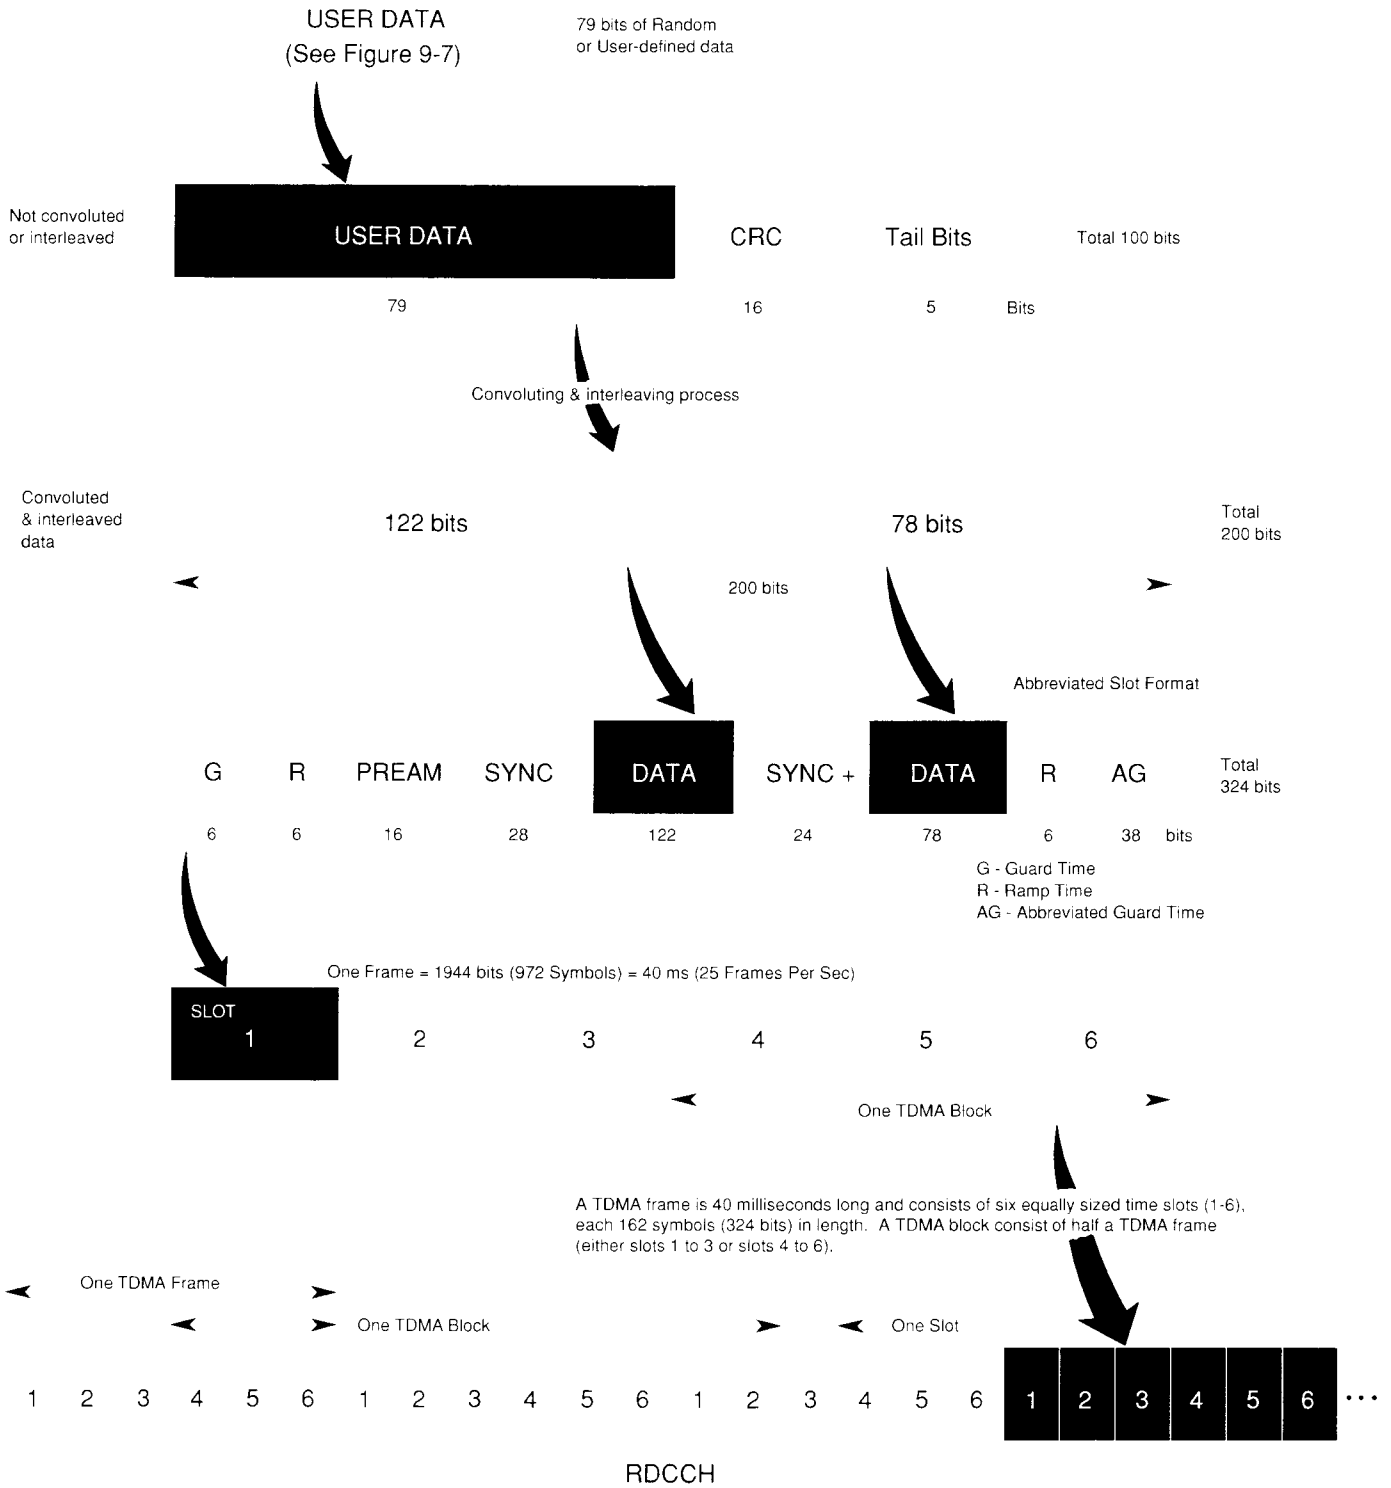 USER DATA
(See Figure 9-7)
79 bits of Random
or User-defined data
Not convoluted
or interleaved
USER DATA
CRC
Tail Bits
Total 100 bits
79
16
5
Bits
Convoluting & interleaving process
Convoluted
& interleaved
data
122 bits
78 bits
Total
200 bits
200 bits
Abbreviated Slot Format
G R PREAM SYNC DATA SYNC + DATA R AG
Total
324 bits
6 6 16 28 122 24 78 6 38 bits
G - Guard Time
R - Ramp Time
AG - Abbreviated Guard Time
One Frame = 1944 bits (972 Symbols) = 40 ms (25 Frames Per Sec)
SLOT
1 2 3 4 5 6
One TDMA Block
A TDMA frame is 40 milliseconds long and consists of six equally sized time slots (1-6),
each 162 symbols (324 bits) in length. A TDMA block consist of half a TDMA frame
(either slots 1 to 3 or slots 4 to 6).
One TDMA Frame
One TDMA Block
One Slot
1 2 3 4 5 6 1 2 3 4 5 6 1 2 3 4 5 6 1 2 3 4 5 6 ...
RDCCH